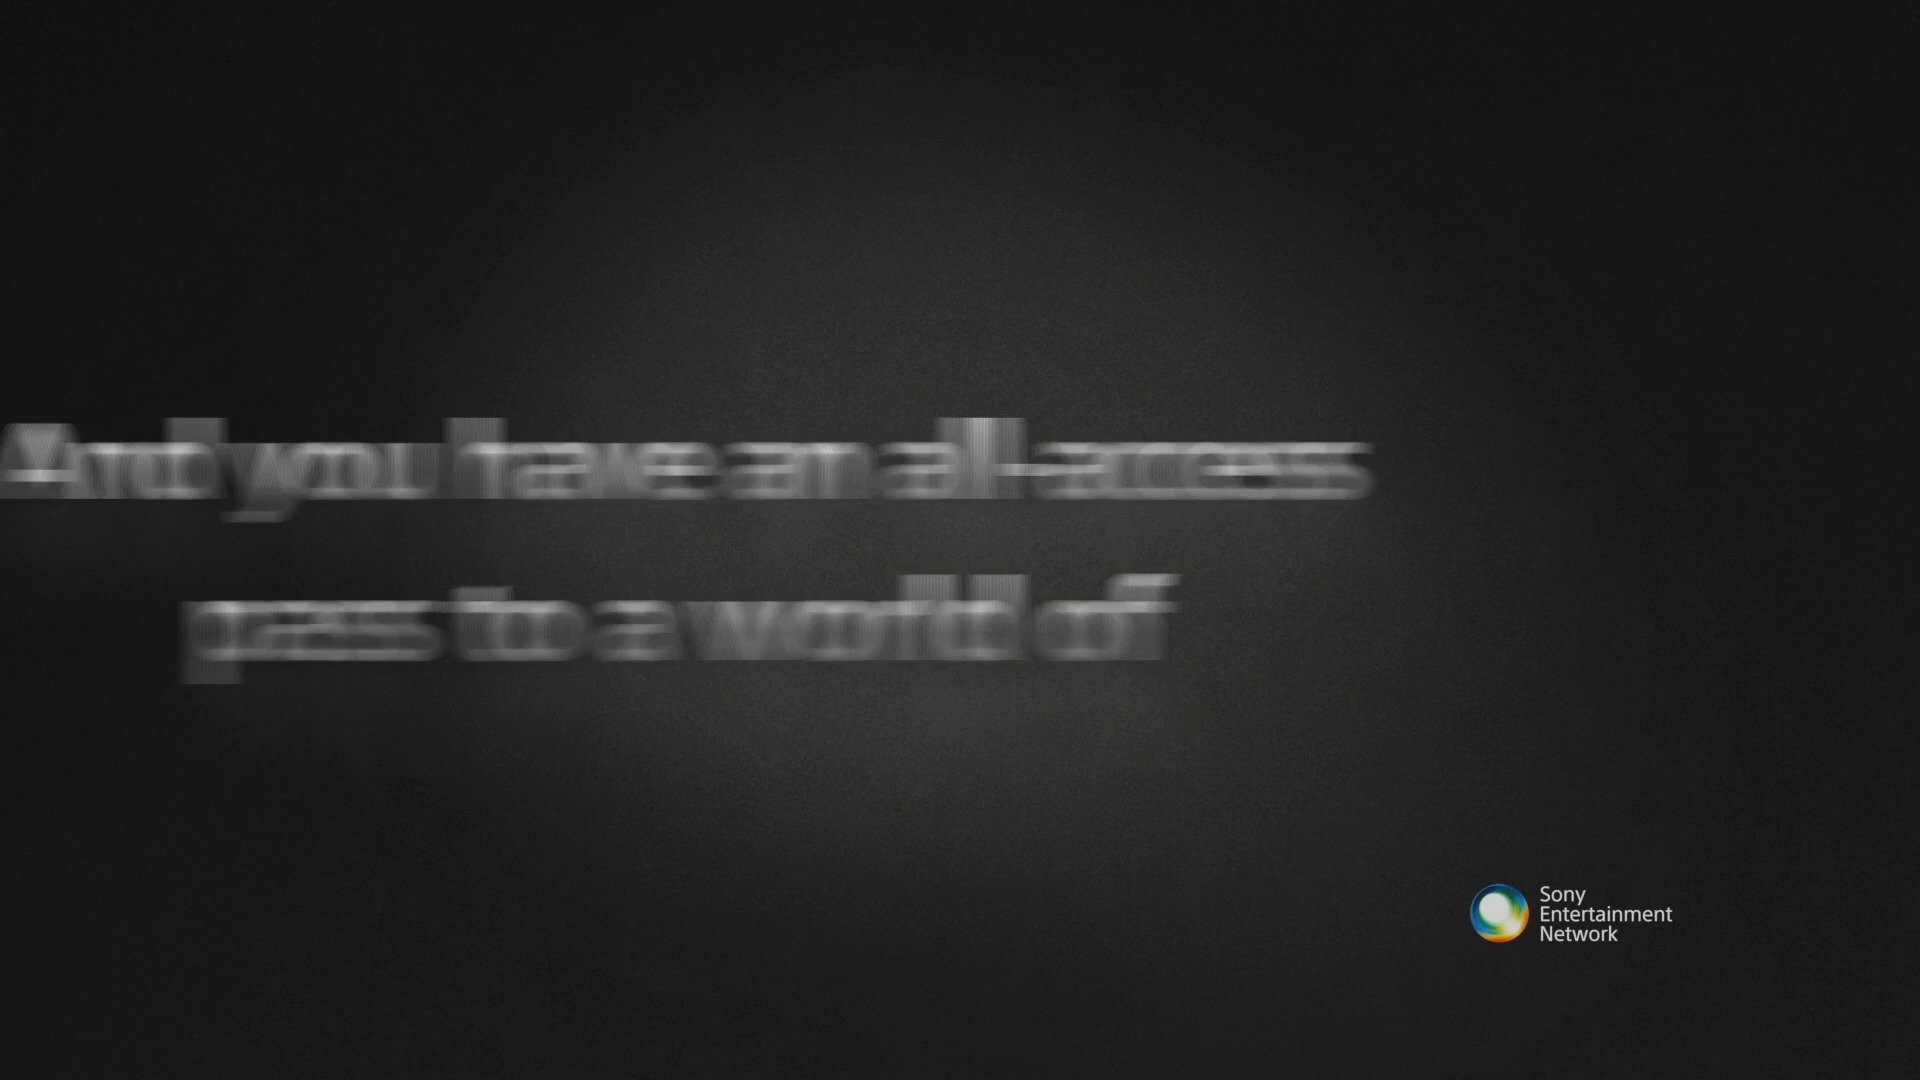 And you have an all-access
pass to a world of
Sony
Entertainment
Network